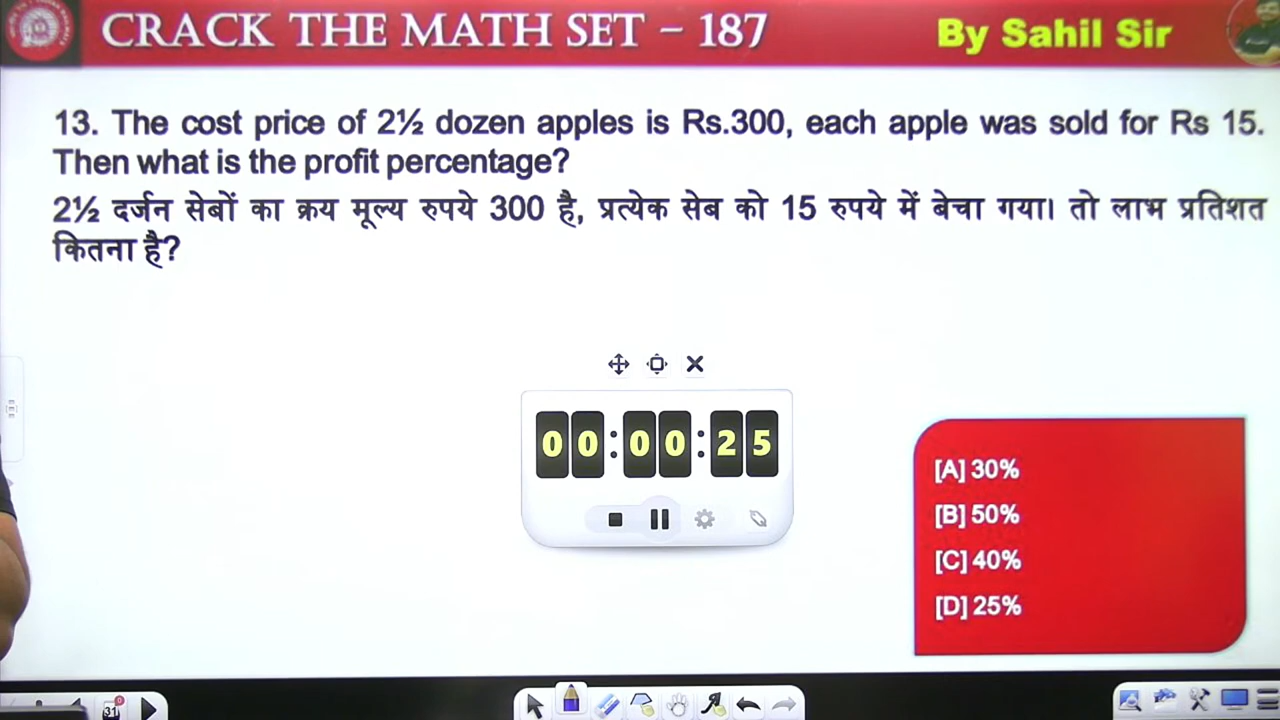 CRACK THE MATH SET – 187
By Sahil Sir
13. The cost price of 2½ dozen apples is Rs.300, each apple was sold for Rs 15.
Then what is the profit percentage?
2½ दर्जन सेबों का क्रय मूल्य रुपये 300 है, प्रत्येक सेब को 15 रुपये में बेचा गया। तो लाभ प्रतिशत
कितना है?
00:00:25
[A] 30%
[B] 50%
[C] 40%
[D] 25%
31